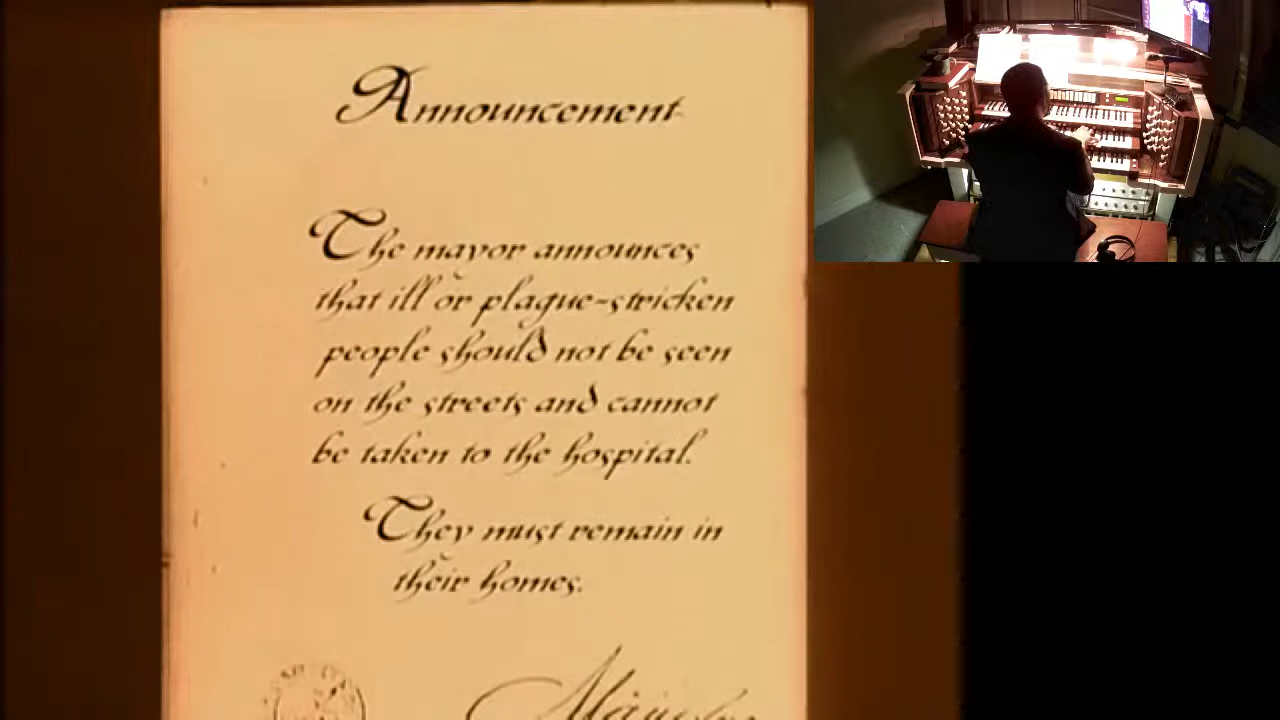 Announcement
The mayor announces
that ill or plague-stricken
people should not be seen
on the streets and cannot
be taken to the hospital.
They must remain in
their homes.